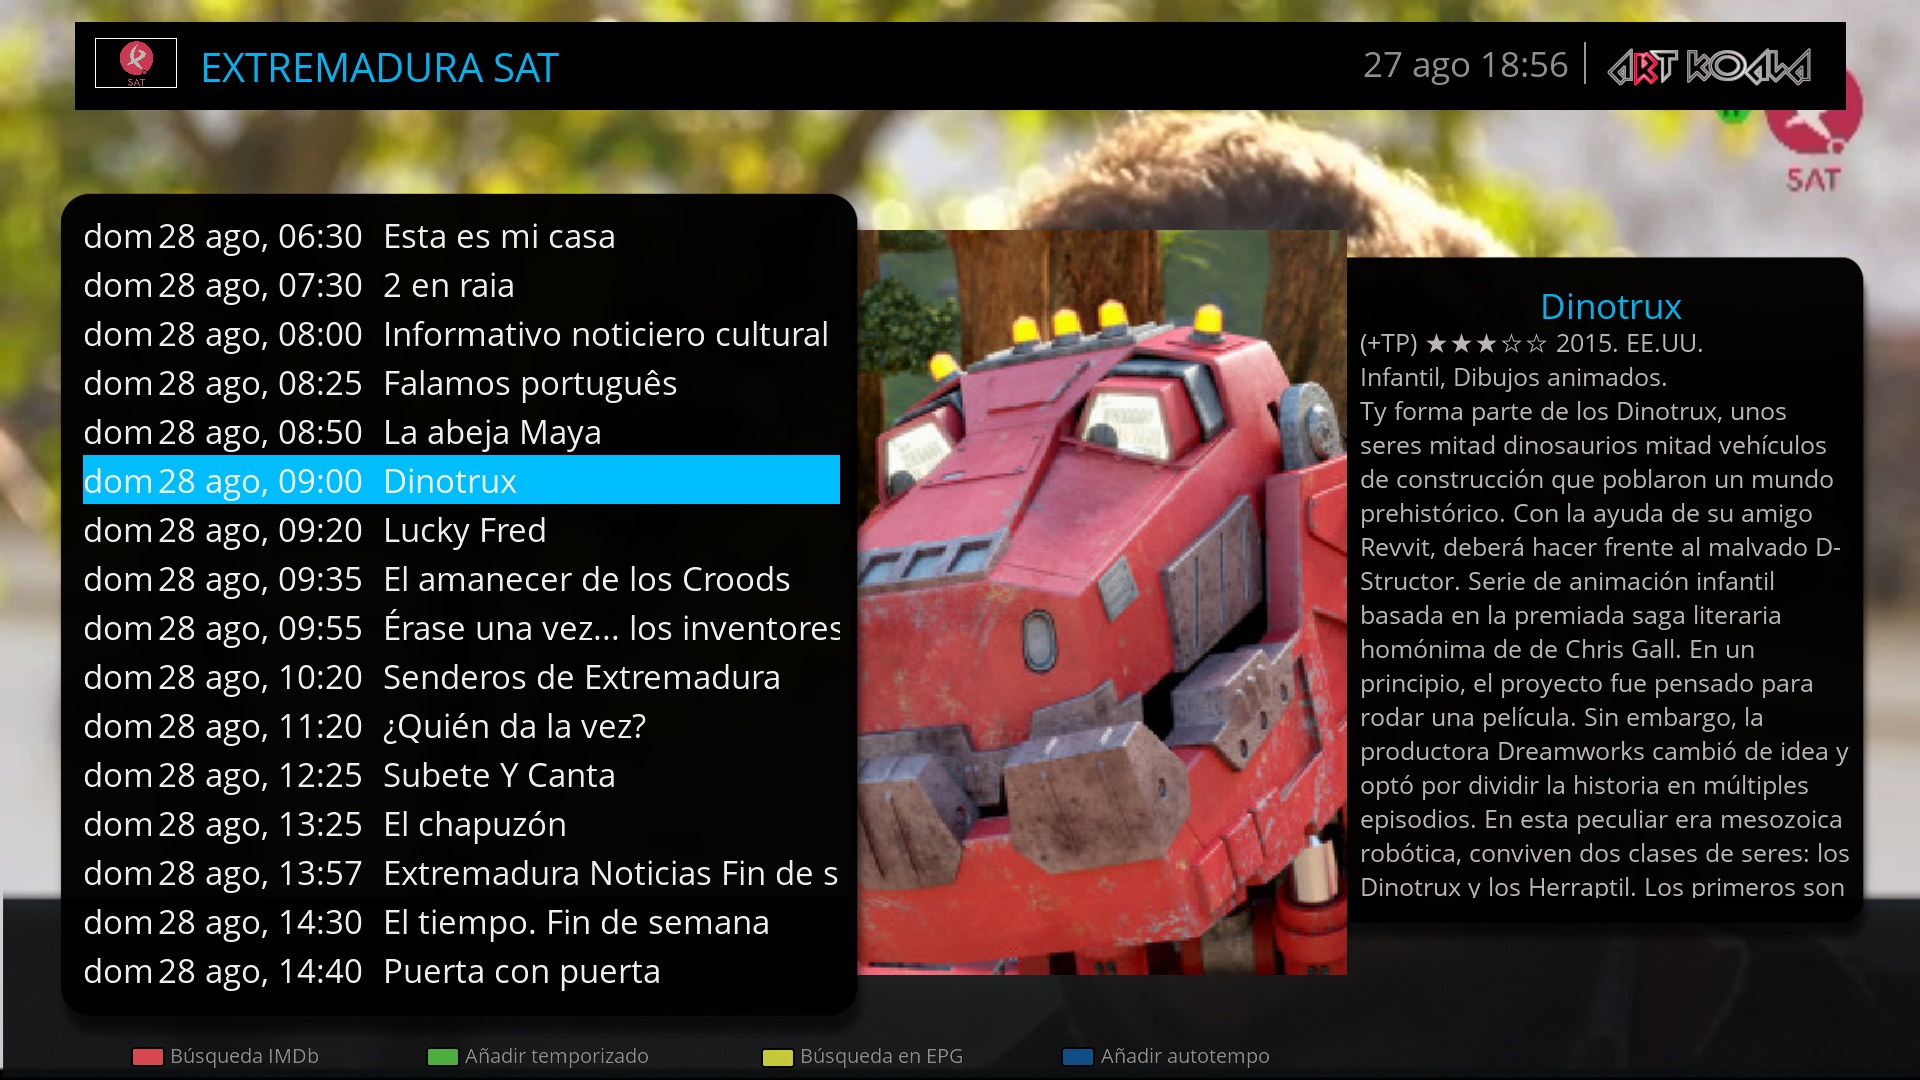 SAT
EXTREMADURA SAT
27 ago 18:56
ART KOALA
SAT
dom 28 ago, 06:30 Esta es mi casa
dom 28 ago, 07:30 2 en raia
dom 28 ago, 08:00 Informativo noticiero cultural
dom 28 ago, 08:25 Falamos português
dom 28 ago, 08:50 La abeja Maya
dom 28 ago, 09:00 Dinotrux
dom 28 ago, 09:20 Lucky Fred
dom 28 ago, 09:35 El amanecer de los Croods
dom 28 ago, 09:55 Érase una vez... los inventores
dom 28 ago, 10:20 Senderos de Extremadura
dom 28 ago, 11:20 ¿Quién da la vez?
dom 28 ago, 12:25 Subete Y Canta
dom 28 ago, 13:25 El chapuzón
dom 28 ago, 13:57 Extremadura Noticias Fin de s
dom 28 ago, 14:30 El tiempo. Fin de semana
dom 28 ago, 14:40 Puerta con puerta
Dinotrux
(+TP) ★★★☆☆ 2015. EE.UU.
Infantil, Dibujos animados.
Ty forma parte de los Dinotrux, unos
seres mitad dinosaurios mitad vehículos
de construcción que poblaron un mundo
prehistórico. Con la ayuda de su amigo
Revvit, deberá hacer frente al malvado D-
Structor. Serie de animación infantil
basada en la premiada saga literaria
homónima de de Chris Gall. En un
principio, el proyecto fue pensado para
rodar una película. Sin embargo, la
productora Dreamworks cambió de idea y
optó por dividir la historia en múltiples
episodios. En esta peculiar era mesozoica
robótica, conviven dos clases de seres: los
Dinotrux y los Herraptil. Los primeros son
Búsqueda IMDb
Añadir temporizado
Búsqueda en EPG
Añadir autotempo